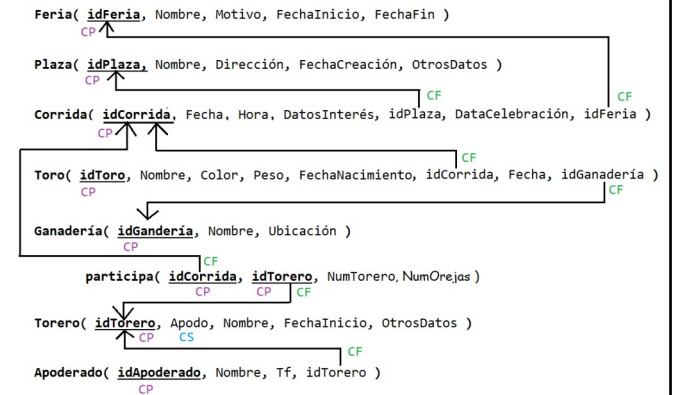 Feria( idFeria, Nombre, Motivo, FechaInicio, FechaFin )
CP
Plaza( idPlaza, Nombre, Dirección, FechaCreación, OtrosDatos )
CP CF CF
Corrida( idCorrida, Fecha, Hora, DatosInterés, idPlaza, DataCelebración, idFeria )
CP
CF
Toro( idToro, Nombre, Color, Peso, FechaNacimiento, idCorrida, Fecha, idGanadería )
CP CF
Ganadería( idGandería, Nombre, Ubicación )
CP
CF
participa( idCorrida, idTorero, NumTorero, NumOrejas )
CP CP CF
Torero( idTorero, Apodo, Nombre, FechaInicio, OtrosDatos )
CP CS
CF
Apoderado( idApoderado, Nombre, Tf, idTorero )
CP